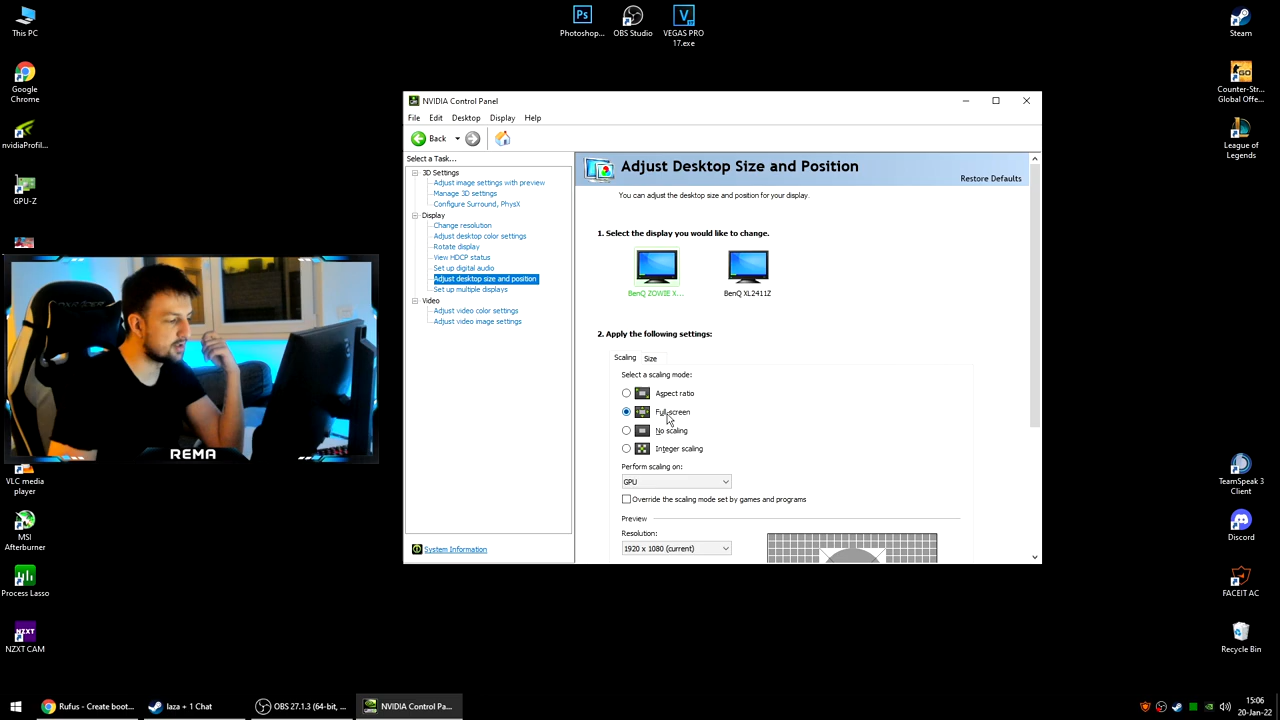 This PC
Google
Chrome
nvidiaProfil...
GPU-Z
VLC media
player
MSI
Afterburner
Process Lasso
NZXT CAM
Photoshop...
OBS Studio
VEGAS PRO
17.exe
Steam
Counter-Str...
Global Offe...
League of
Legends
TeamSpeak 3
Client
Discord
FACEIT AC
Recycle Bin
REMA
NVIDIA Control Panel
File Edit Desktop Display Help
Back
Select a Task...
3D Settings
Adjust image settings with preview
Manage 3D settings
Configure Surround, PhysX
Display
Change resolution
Adjust desktop color settings
Rotate display
View HDCP status
Set up digital audio
Adjust desktop size and position
Set up multiple displays
Video
Adjust video color settings
Adjust video image settings
System Information
Adjust Desktop Size and Position
Restore Defaults
You can adjust the desktop size and position for your display.
1. Select the display you would like to change.
BenQ ZOWIE X...
BenQ XL2411Z
2. Apply the following settings:
Scaling Size
Select a scaling mode:
Aspect ratio
Full-screen
No scaling
Integer scaling
Perform scaling on:
GPU
Override the scaling mode set by games and programs
Preview
Resolution:
1920 x 1080 (current)
Rufus - Create boot...
laza + 1 Chat
OBS 27.1.3 (64-bit, ...
NVIDIA Control Pa...
15:06
20-Jan-22